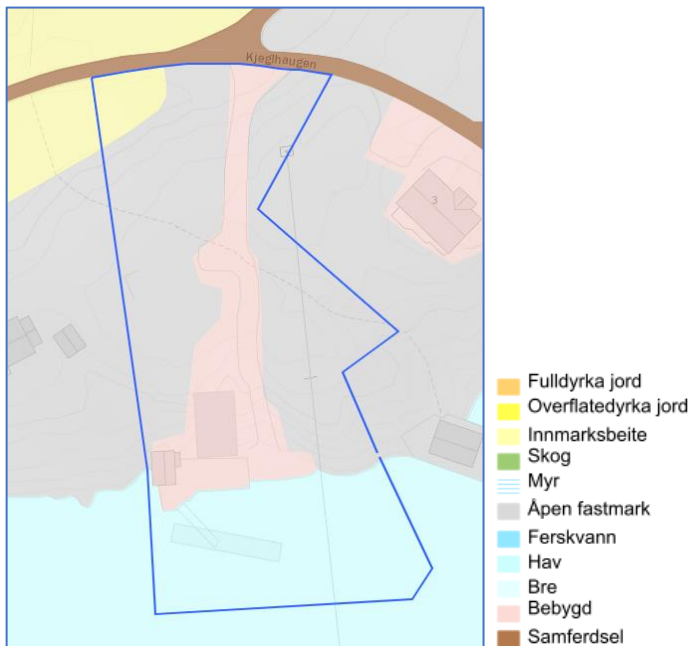 Kjeglhaugen
3
Fulldyrka jord
Overflatedyrka jord
Innmarksbeite
Skog
Myr
Åpen fastmark
Ferskvann
Hav
Bre
Bebygd
Samferdsel